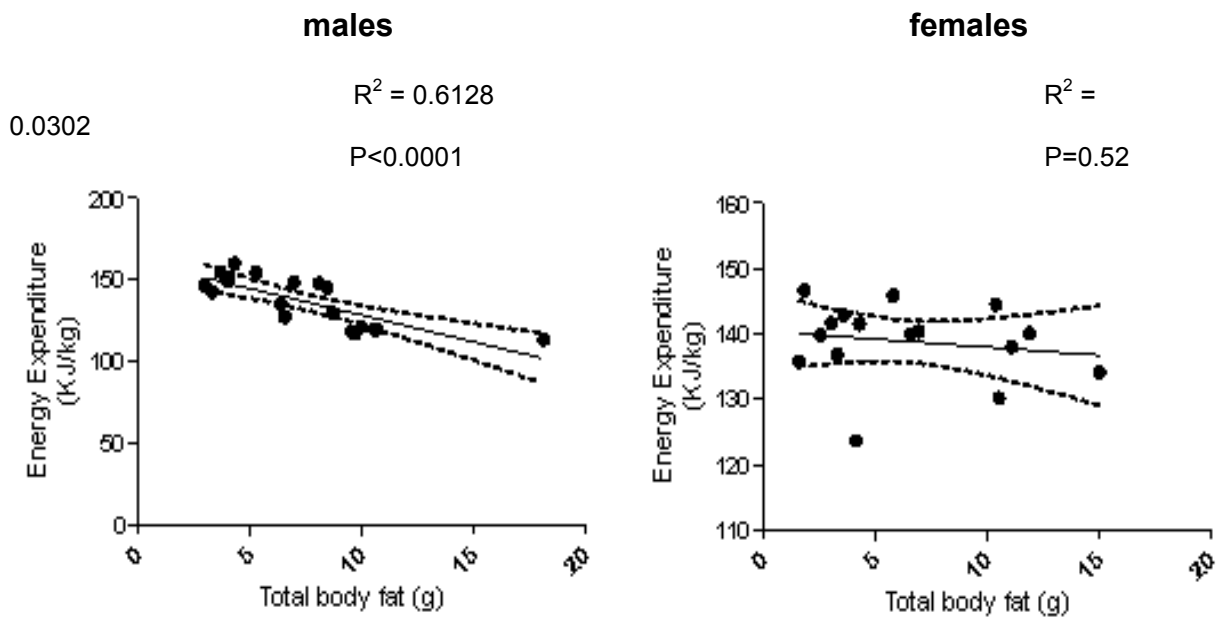 males females
R² = 0.6128 R² =
0.0302
P<0.0001 P=0.52
200
150
100
50
0
Energy Expenditure
(KJ/kg)
0 5 10 15 20
Total body fat (g)
160
150
140
130
120
110
Energy Expenditure
(KJ/kg)
0 5 10 15 20
Total body fat (g)